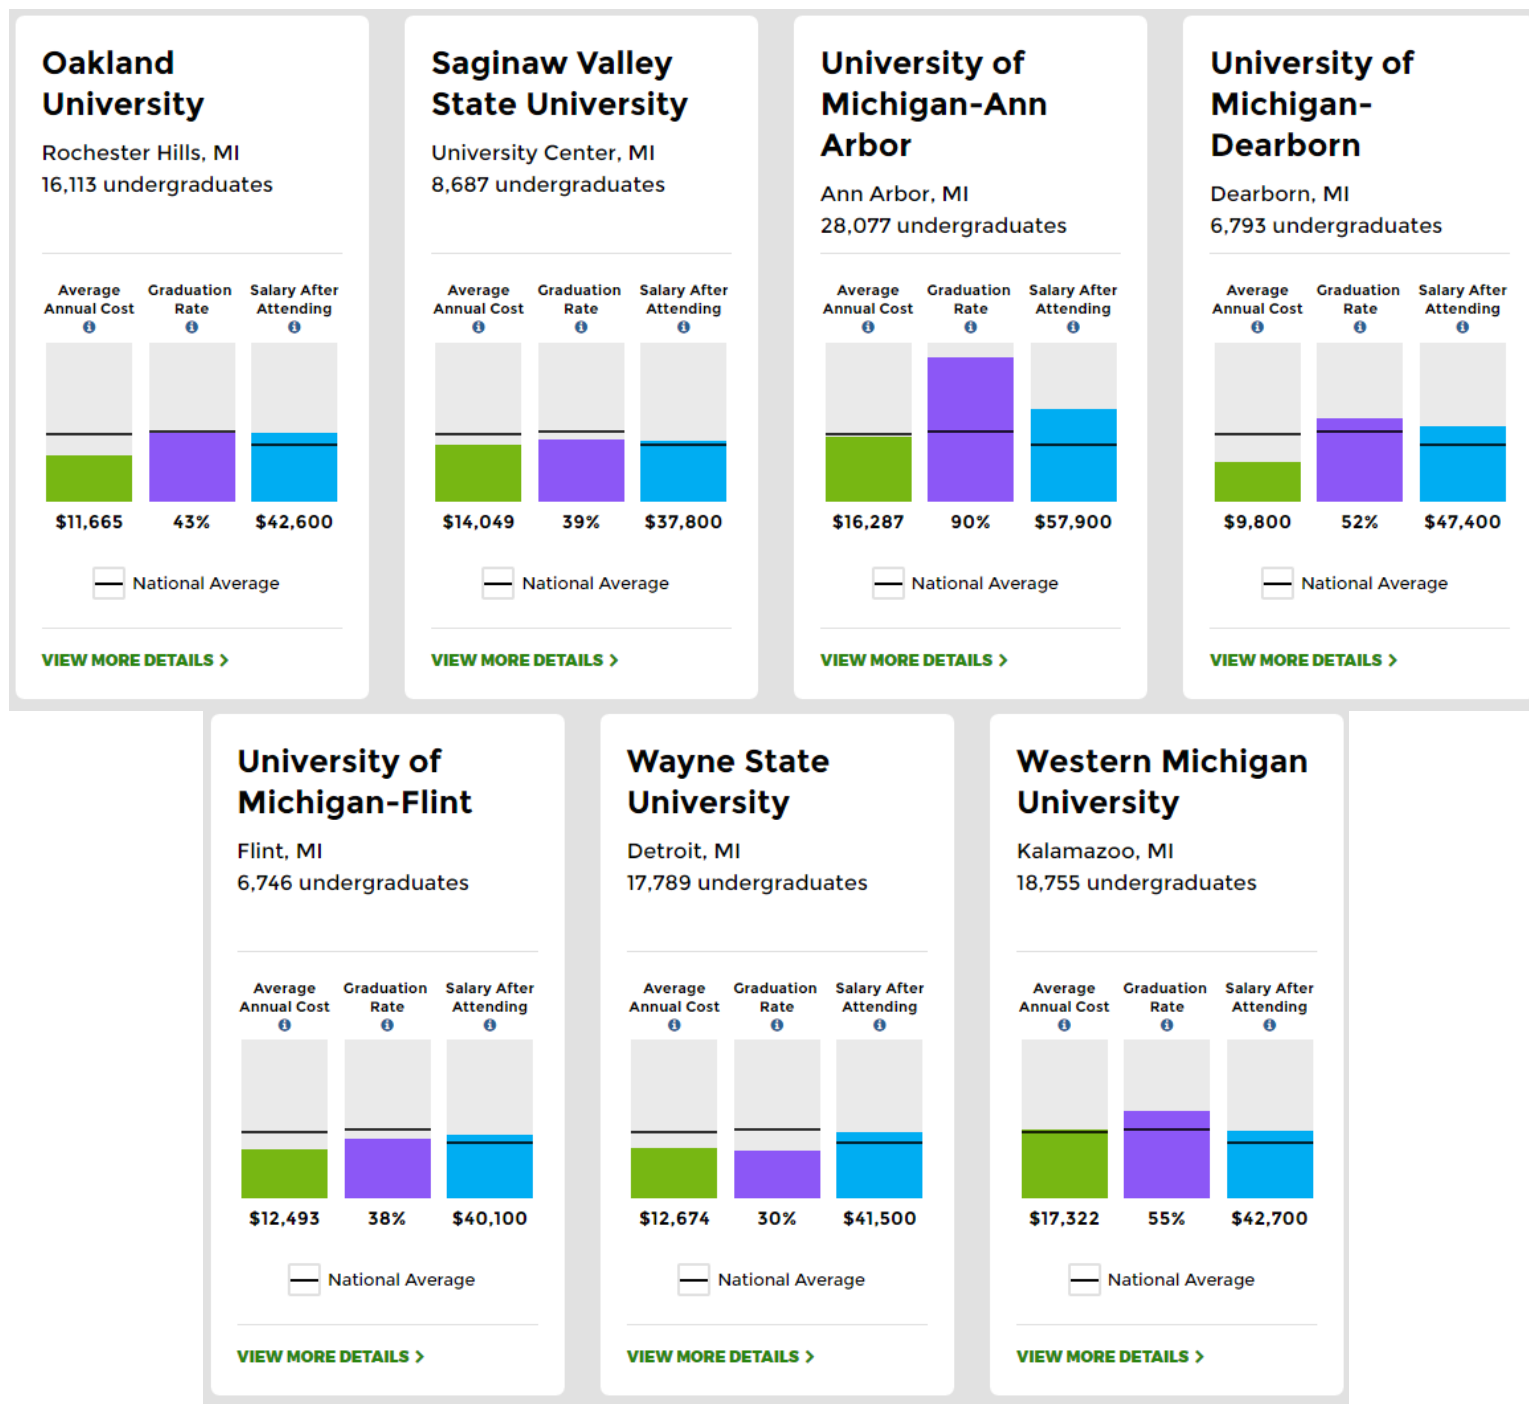 Oakland
University
Rochester Hills, MI
16,113 undergraduates
Average
Annual Cost
Graduation
Rate
Salary After
Attending
$11,665
43%
$42,600
National Average
VIEW MORE DETAILS >
Saginaw Valley
State University
University Center, MI
8,687 undergraduates
Average
Annual Cost
Graduation
Rate
Salary After
Attending
$14,049
39%
$37,800
National Average
VIEW MORE DETAILS >
University of
Michigan-Ann
Arbor
Ann Arbor, MI
28,077 undergraduates
Average
Annual Cost
Graduation
Rate
Salary After
Attending
$16,287
90%
$57,900
National Average
VIEW MORE DETAILS >
University of
Michigan-
Dearborn
Dearborn, MI
6,793 undergraduates
Average
Annual Cost
Graduation
Rate
Salary After
Attending
$9,800
52%
$47,400
National Average
VIEW MORE DETAILS >
University of
Michigan-Flint
Flint, MI
6,746 undergraduates
Average
Annual Cost
Graduation
Rate
Salary After
Attending
$12,493
38%
$40,100
National Average
VIEW MORE DETAILS >
Wayne State
University
Detroit, MI
17,789 undergraduates
Average
Annual Cost
Graduation
Rate
Salary After
Attending
$12,674
30%
$41,500
National Average
VIEW MORE DETAILS >
Western Michigan
University
Kalamazoo, MI
18,755 undergraduates
Average
Annual Cost
Graduation
Rate
Salary After
Attending
$17,322
55%
$42,700
National Average
VIEW MORE DETAILS >